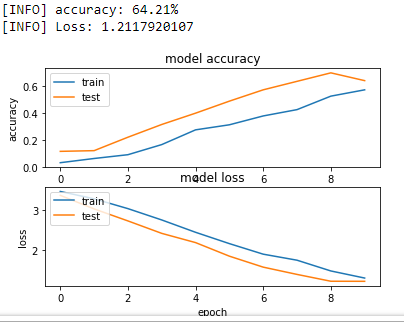 [INFO] accuracy: 64.21%
[INFO] Loss: 1.2117920107
model accuracy
train
test
accuracy
0.6
0.4
0.2
0.0
0 2 4 6 8
model loss
train
test
loss
3
2
0 2 4 6 8
epoch